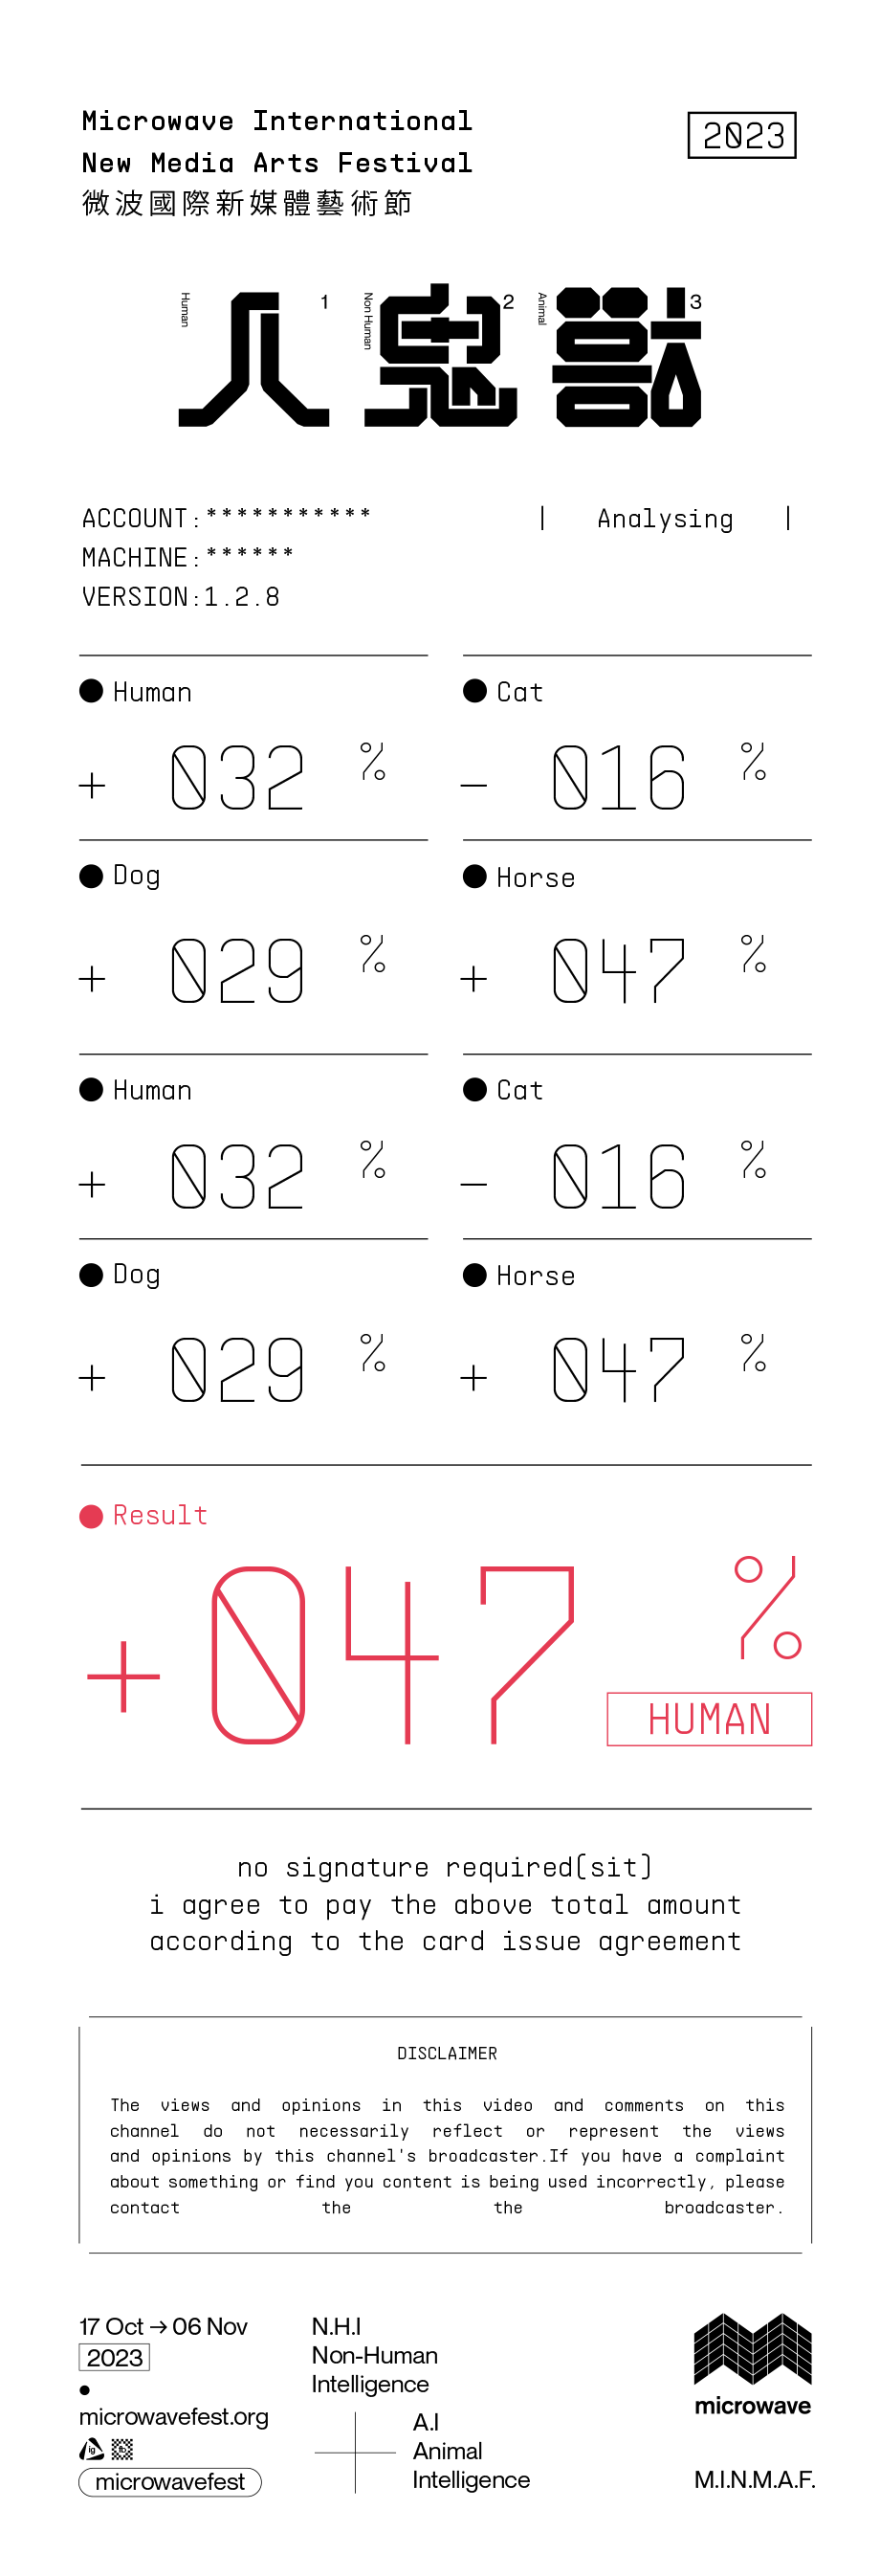 Microwave International
New Media Arts Festival
微波國際新媒體藝術節
2023
Human
人
1
Non Human
鬼
2
Animal
獸
3
ACCOUNT:***********
| Analysing |
MACHINE:******
VERSION:1.2.8
Human
+ 032 %
Cat
- 016 %
Dog
+ 029 %
Horse
+ 047 %
Human
+ 032 %
Cat
- 016 %
Dog
+ 029 %
Horse
+ 047 %
Result
+047 %
HUMAN
no signature required(sit)
i agree to pay the above total amount
according to the card issue agreement
DISCLAIMER
The views and opinions in this video and comments on this
channel do not necessarily reflect or represent the views
and opinions by this channel's broadcaster.If you have a complaint
about something or find you content is being used incorrectly, please
contact the the broadcaster.
17 Oct → 06 Nov
2023
microwavefest.org
ig fb
microwavefest
N.H.I
Non-Human
Intelligence
A.I
Animal
Intelligence
microwave
M.I.N.M.A.F.